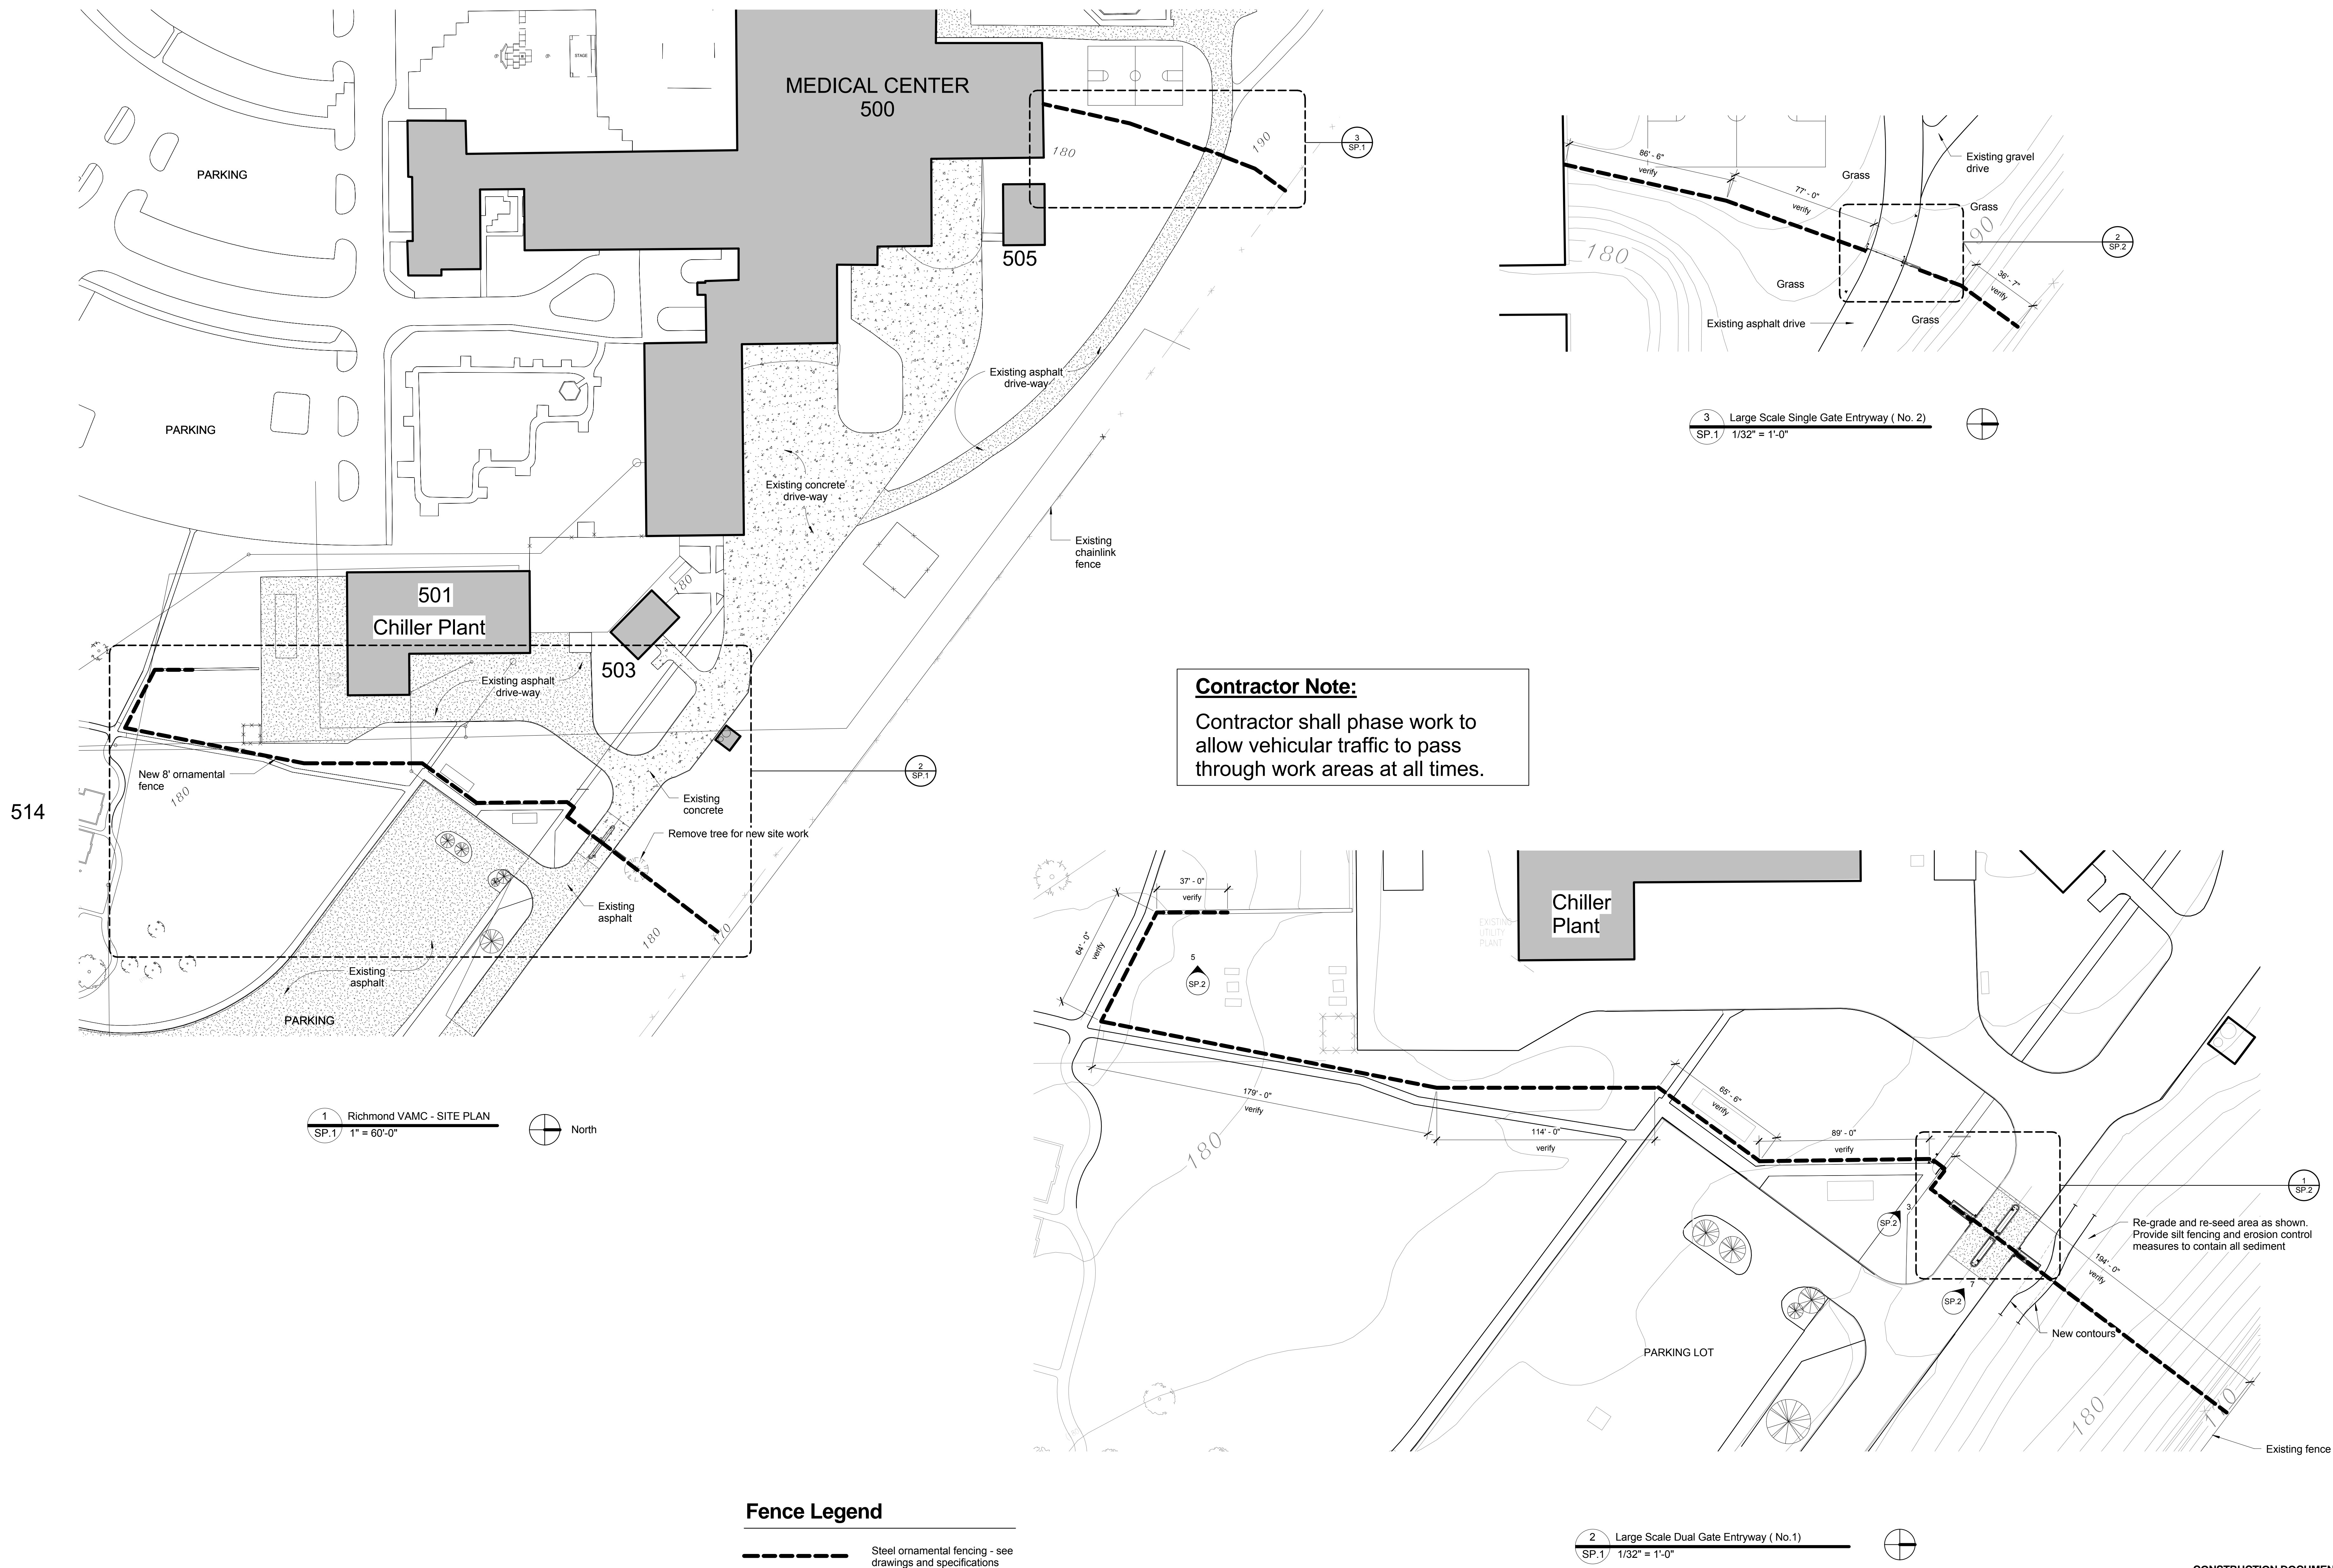 STAGE
MEDICAL CENTER
500
PARKING
180
190
3
SP.1
505
Existing asphalt
drive-way
PARKING
Existing concrete
drive-way
Existing
chainlink
fence
180
501
Chiller Plant
503
Existing asphalt
drive-way
New 8' ornamental
fence
180
514
2
SP.1
Existing
concrete
Remove tree for new site work
Existing
asphalt
180
170
Existing
asphalt
PARKING
1
SP.1
Richmond VAMC - SITE PLAN
1" = 60'-0"
North
86' - 6"
verify
77' - 0"
verify
Grass
Existing gravel
drive
Grass
180
Grass
36' - 7"
verify
Existing asphalt drive
Grass
2
SP.2
3
SP.1
Large Scale Single Gate Entryway ( No. 2)
1/32" = 1'-0"
Contractor Note:
Contractor shall phase work to
allow vehicular traffic to pass
through work areas at all times.
37' - 0"
verify
64' - 0"
verify
5
SP.2
EXISTING
UTILITY
PLANT
Chiller
Plant
179' - 0"
verify
180
114' - 0"
verify
65' - 6"
verify
89' - 0"
verify
1
SP.2
3
SP.2
7
SP.2
Re-grade and re-seed area as shown.
Provide silt fencing and erosion control
measures to contain all sediment
194' - 0"
verify
New contours
PARKING LOT
180
Existing fence
2
SP.1
Large Scale Dual Gate Entryway ( No.1)
1/32" = 1'-0"
Fence Legend
Steel ornamental fencing - see
drawings and specifications